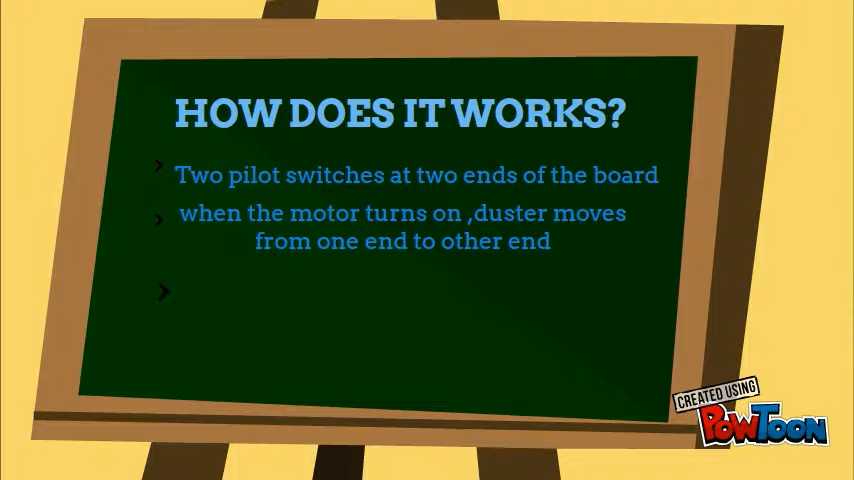 HOW DOES IT WORKS?
Two pilot switches at two ends of the board
when the motor turns on ,duster moves
from one end to other end
CREATED USING
POWTOON